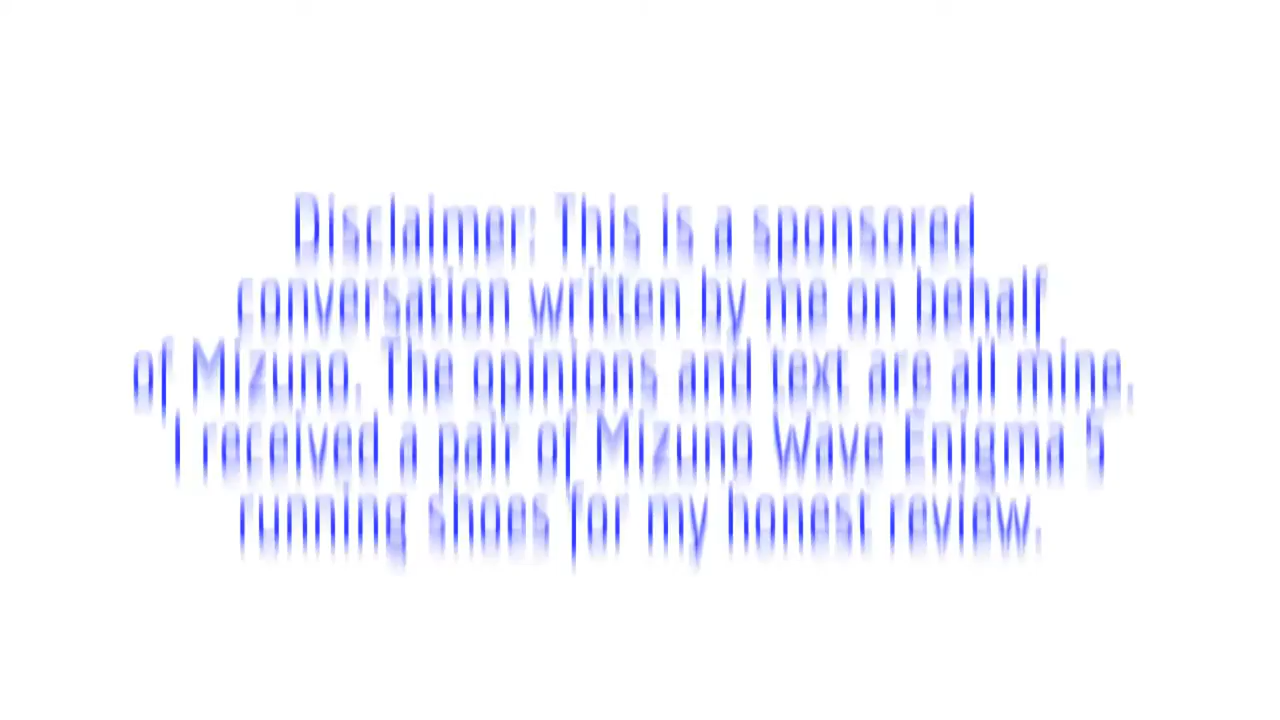 Disclaimer: This is a sponsored
conversation written by me on behalf
of Mizuno. The opinions and text are all mine.
I received a pair of Mizuno Wave Enigma 5
running shoes for my honest review.